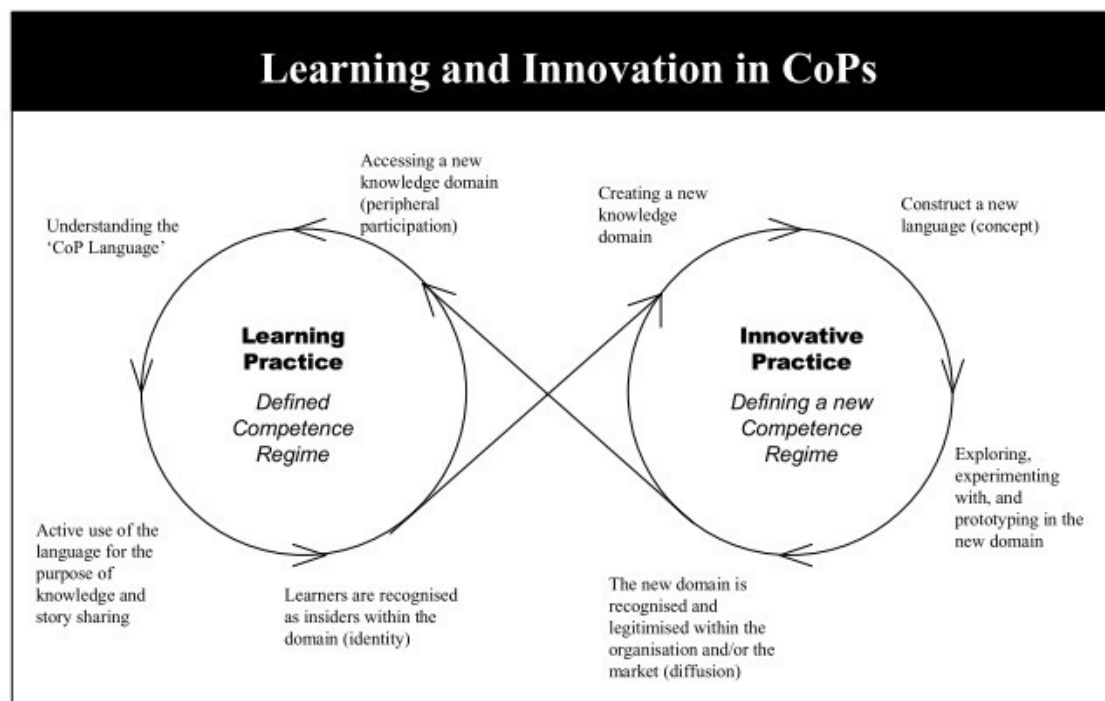 Learning and Innovation in CoPs
Accessing a new
knowledge domain
(peripheral
participation)
Understanding the
‘CoP Language’
Learning
Practice
Defined
Competence
Regime
Active use of the
language for the
purpose of
knowledge and
story sharing
Learners are recognised
as insiders within the
domain (identity)
Creating a new
knowledge
domain
Construct a new
language (concept)
Innovative
Practice
Defining a new
Competence
Regime
Exploring,
experimenting
with, and
prototyping in the
new domain
The new domain is
recognised and
legitimised within the
organisation and/or the
market (diffusion)